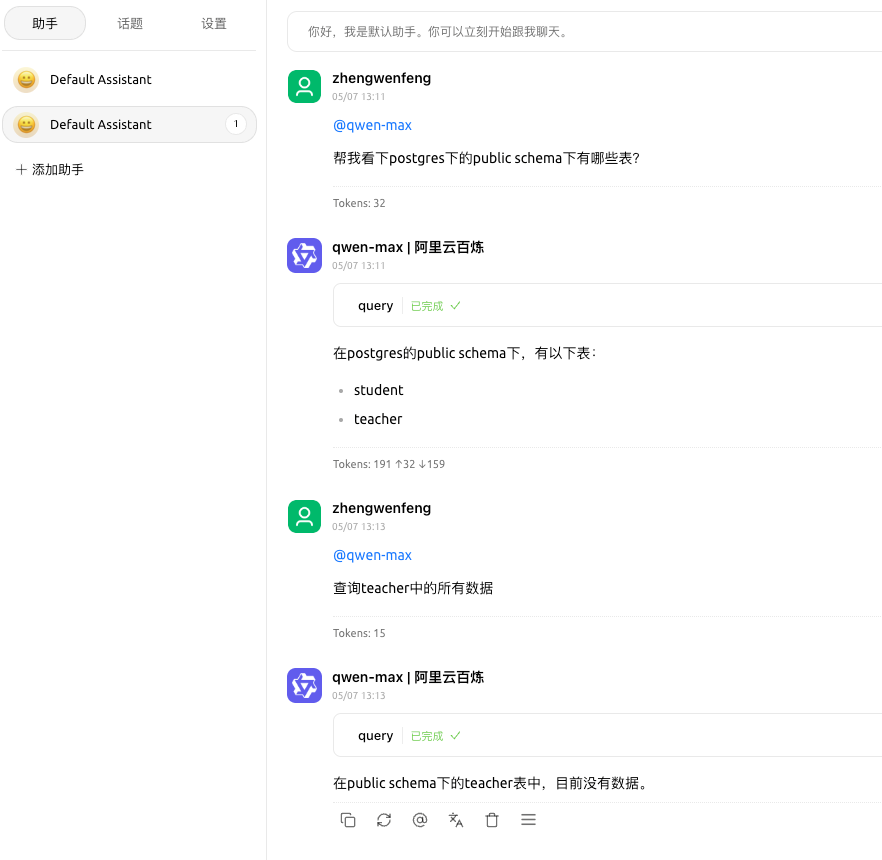 助手 话题 设置
Default Assistant
Default Assistant 1
添加助手
你好，我是默认助手。你可以立刻开始跟我聊天。
zhengwenfeng
05/07 13:11
@qwen-max
帮我看下postgres下的public schema下有哪些表？
Tokens: 32
qwen-max | 阿里云百炼
05/07 13:11
query 已完成
在postgres的public schema下，有以下表：
student
teacher
Tokens: 191 ↑32 ↓159
zhengwenfeng
05/07 13:13
@qwen-max
查询teacher中的所有数据
Tokens: 15
qwen-max | 阿里云百炼
05/07 13:13
query 已完成
在public schema下的teacher表中，目前没有数据。